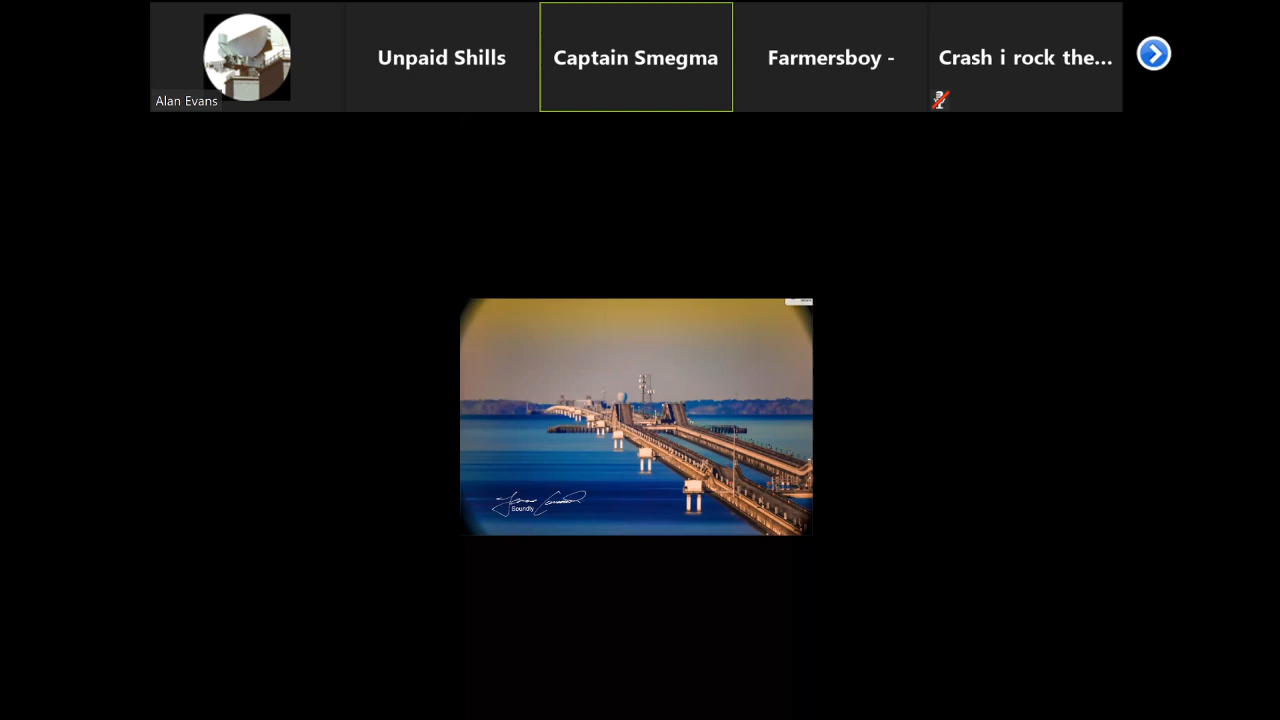 Unpaid Shills
Captain Smegma
Farmersboy -
Crash i rock the...
Alan Evans
Soundly